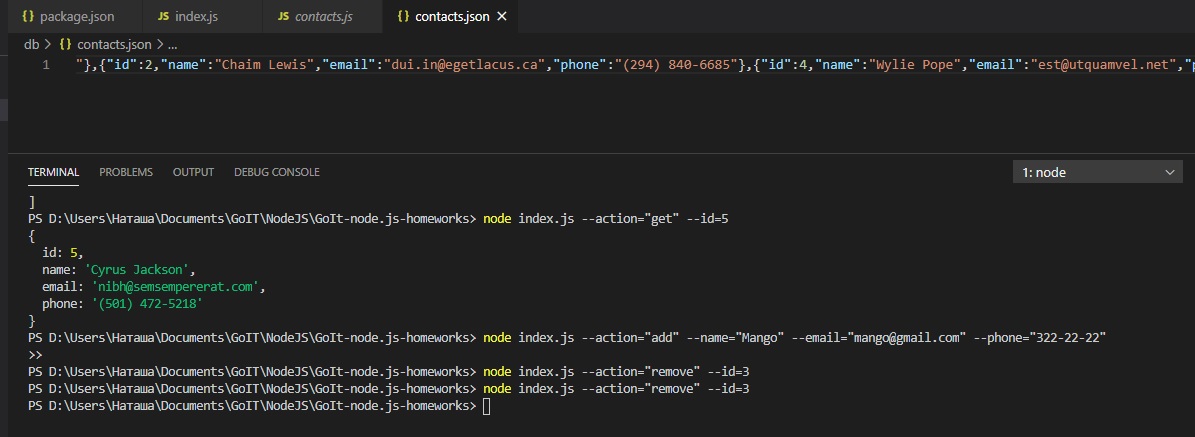 {} package.json JS index.js JS contacts.js {} contacts.json ×
db > {} contacts.json > ...
1 "},{"id":2,"name":"Chaim Lewis","email":"dui.in@egetlacus.ca","phone":"(294) 840-6685"},{"id":4,"name":"Wylie Pope","email":"est@utquamvel.net","p
TERMINAL PROBLEMS OUTPUT DEBUG CONSOLE 1: node
]
PS D:\Users\Наташа\Documents\GoIT\NodeJS\GoIt-node.js-homeworks> node index.js --action="get" --id=5
{
  id: 5,
  name: 'Cyrus Jackson',
  email: 'nibh@semsempererat.com',
  phone: '(501) 472-5218'
}
PS D:\Users\Наташа\Documents\GoIT\NodeJS\GoIt-node.js-homeworks> node index.js --action="add" --name="Mango" --email="mango@gmail.com" --phone="322-22-22"
>>
PS D:\Users\Наташа\Documents\GoIT\NodeJS\GoIt-node.js-homeworks> node index.js --action="remove" --id=3
PS D:\Users\Наташа\Documents\GoIT\NodeJS\GoIt-node.js-homeworks> node index.js --action="remove" --id=3
PS D:\Users\Наташа\Documents\GoIT\NodeJS\GoIt-node.js-homeworks>